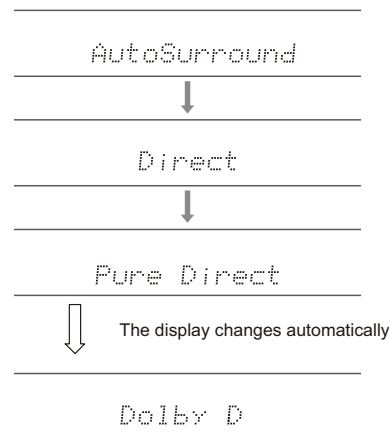 AutoSurround
Direct
Pure Direct
The display changes automatically
Dolby D